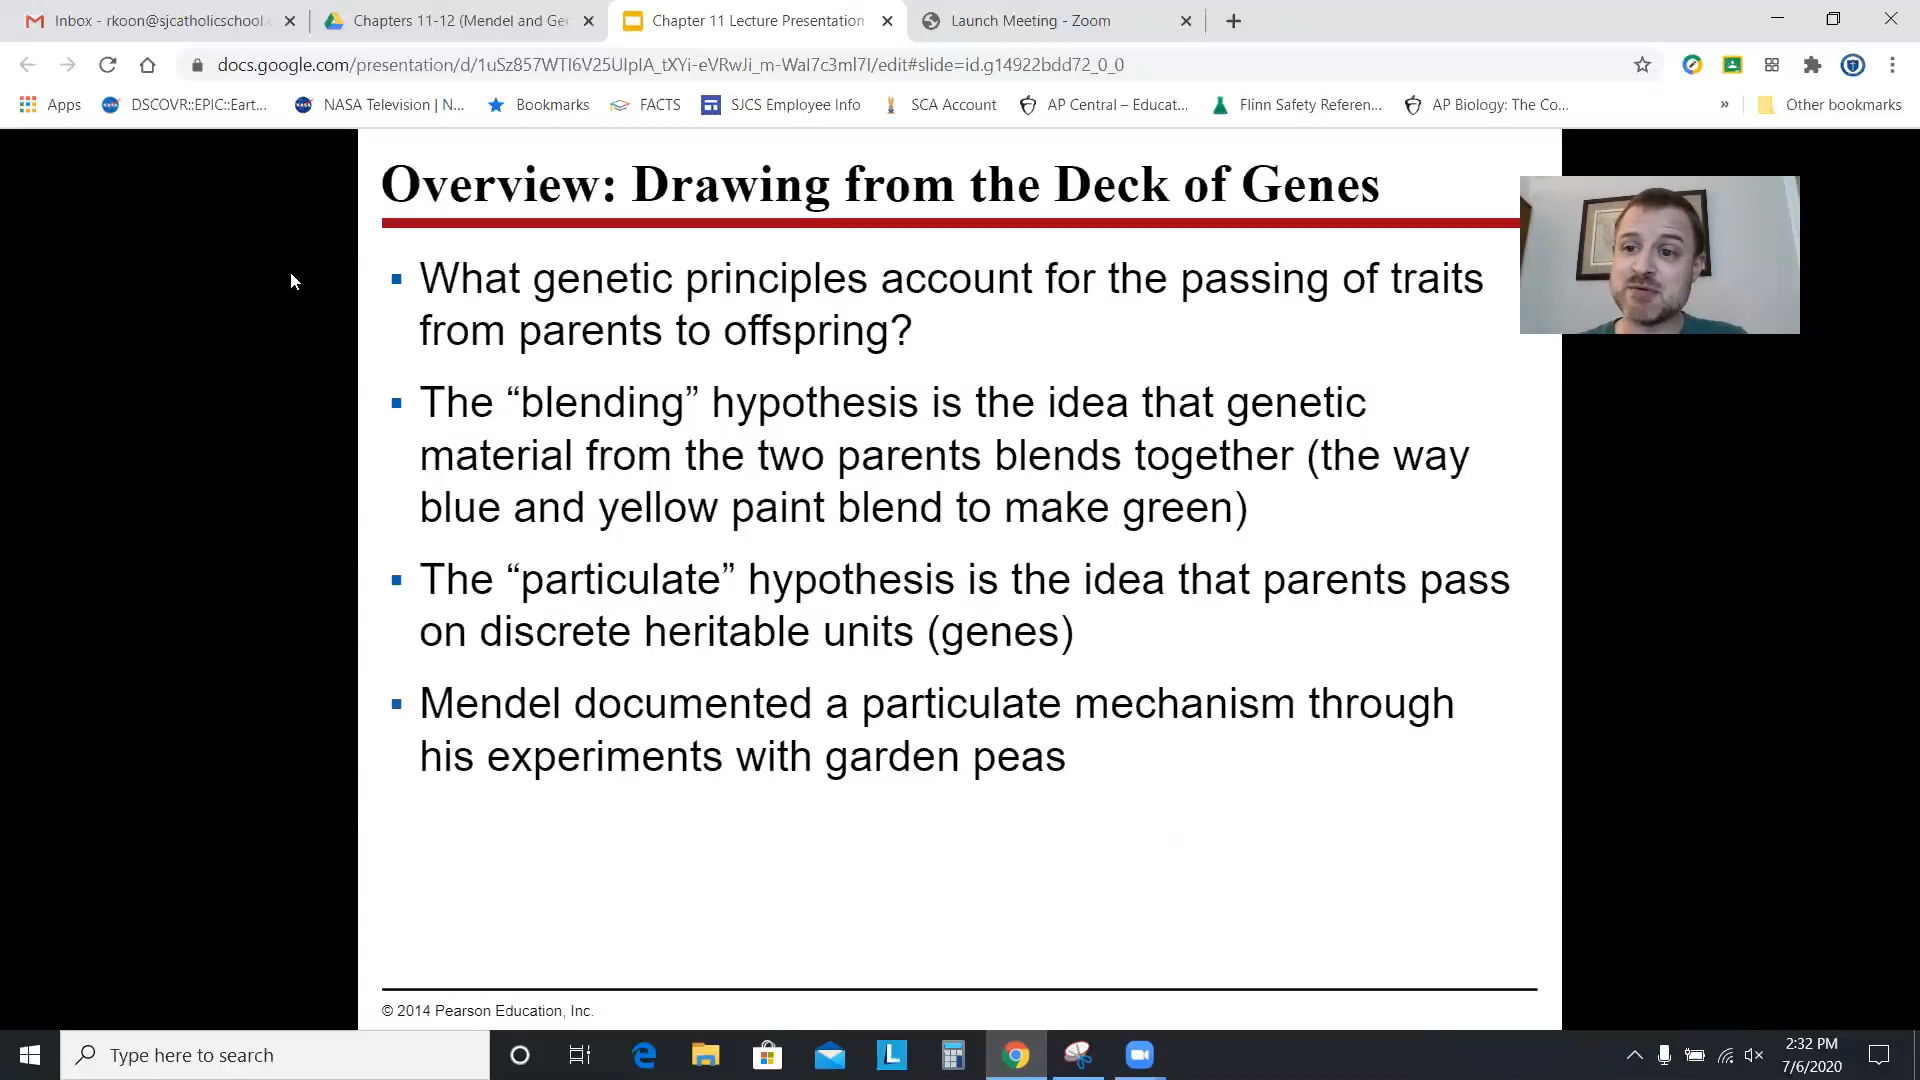 Inbox - rkoon@sjcatholicschool.
Chapters 11-12 (Mendel and Ge
Chapter 11 Lecture Presentation
Launch Meeting - Zoom
docs.google.com/presentation/d/1uSz857WTI6V25UIpIA_tXYi-eVRwJi_m-WaI7c3ml7I/edit#slide=id.g14922bdd72_0_0
Apps
DSCOVR::EPIC::Eart...
NASA Television | N...
Bookmarks
FACTS
SJCS Employee Info
SCA Account
AP Central – Educat...
Flinn Safety Referen...
AP Biology: The Co...
»
Other bookmarks
Overview: Drawing from the Deck of Genes
▪ What genetic principles account for the passing of traits
from parents to offspring?
▪ The “blending” hypothesis is the idea that genetic
material from the two parents blends together (the way
blue and yellow paint blend to make green)
▪ The “particulate” hypothesis is the idea that parents pass
on discrete heritable units (genes)
▪ Mendel documented a particulate mechanism through
his experiments with garden peas
© 2014 Pearson Education, Inc.
Type here to search
L
2:32 PM
7/6/2020